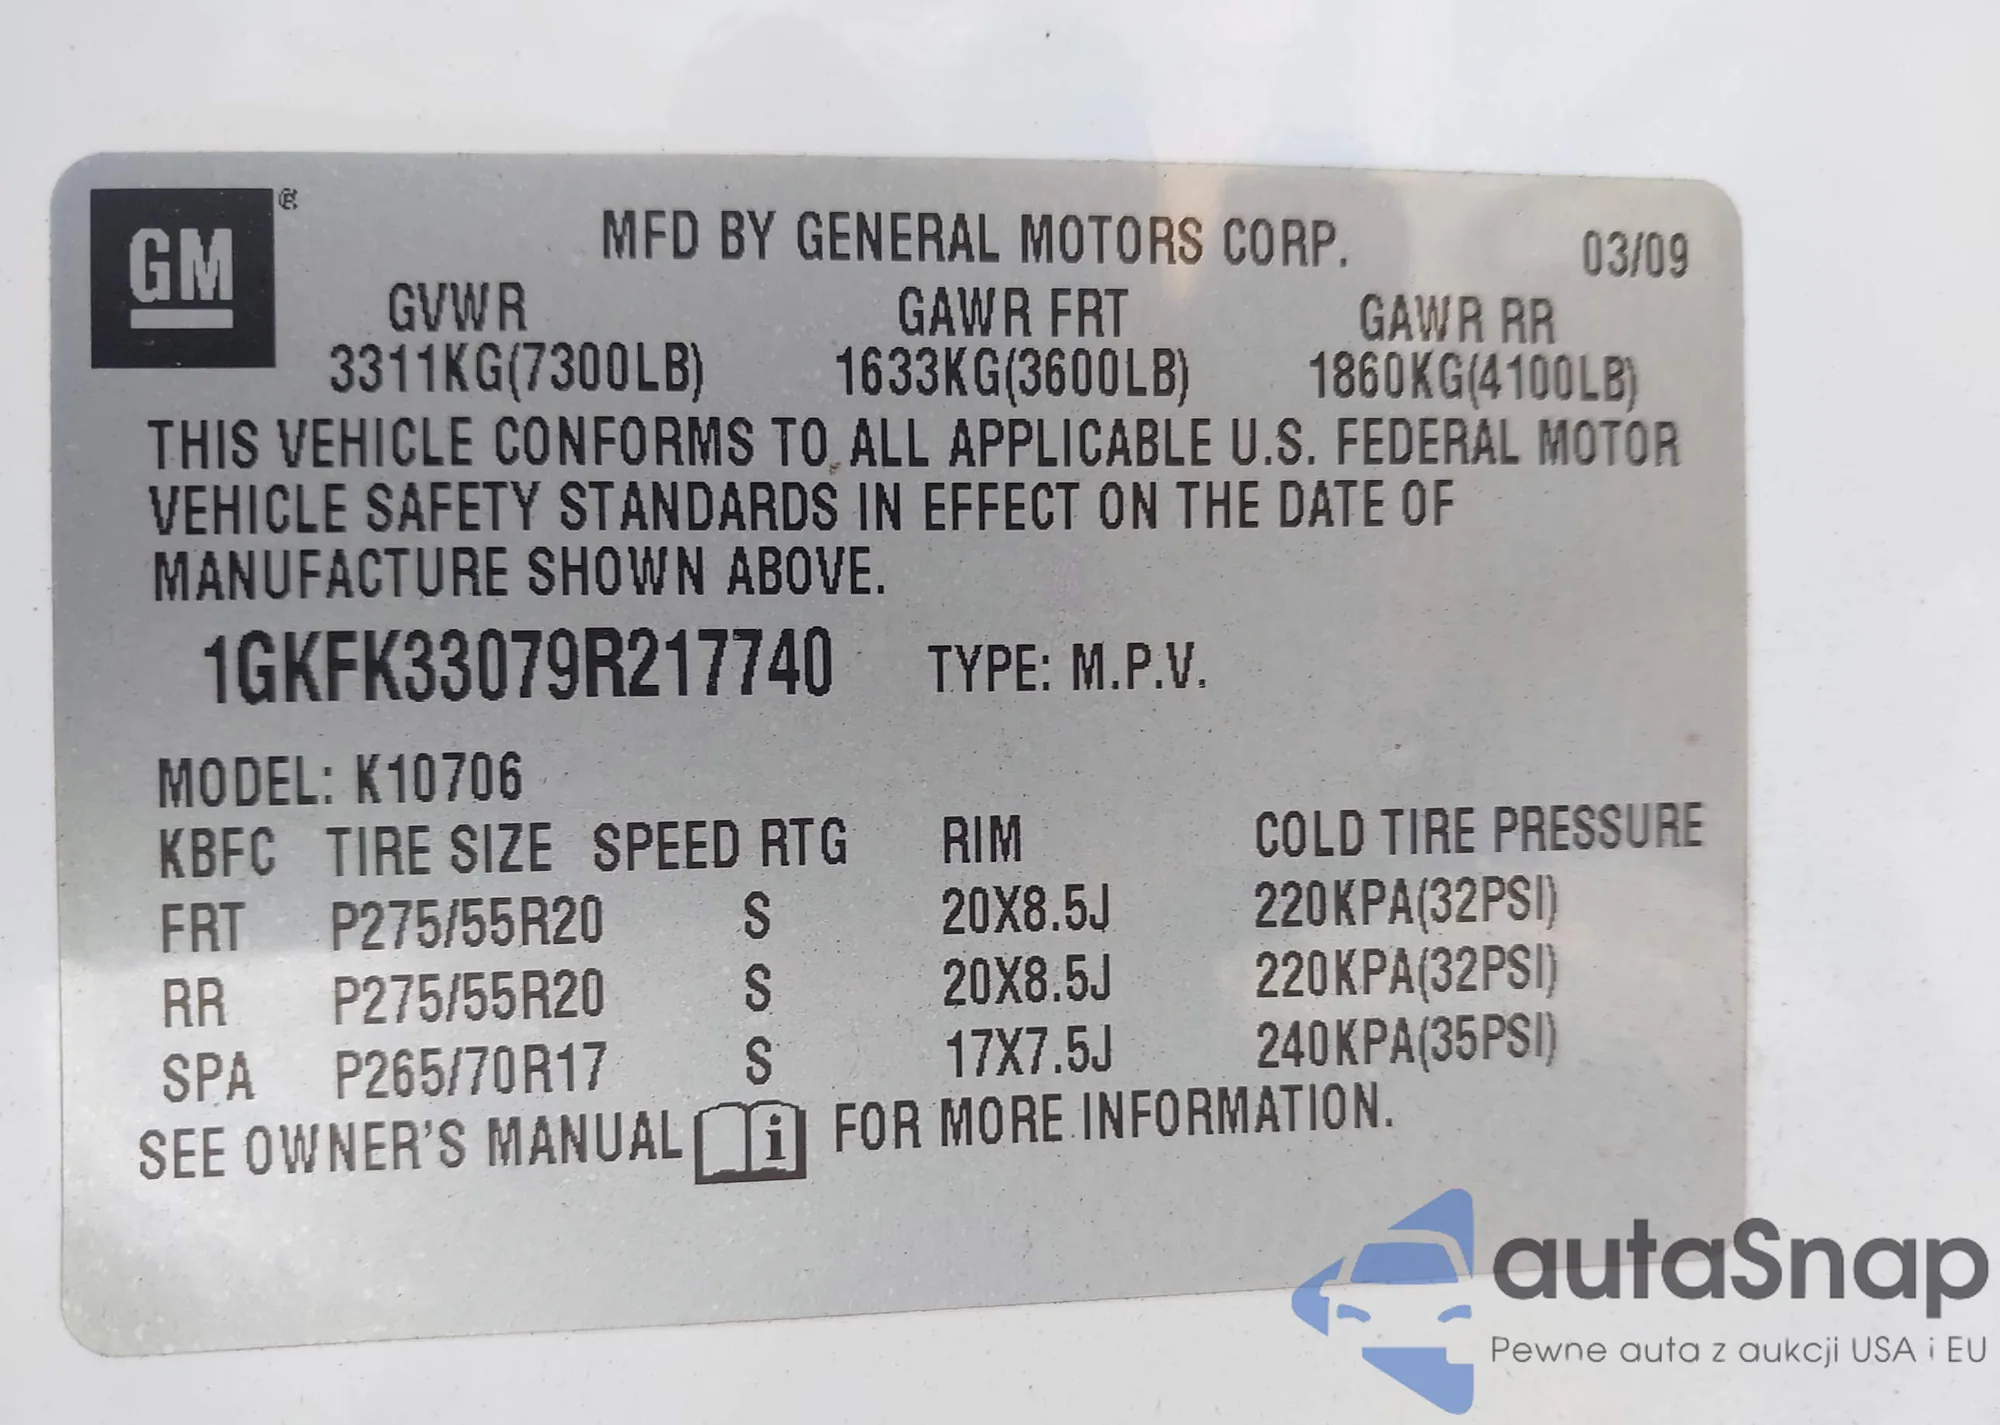 GM ®
MFD BY GENERAL MOTORS CORP. 03/09
GVWR GAWR FRT GAWR RR
3311KG(7300LB) 1633KG(3600LB) 1860KG(4100LB)
THIS VEHICLE CONFORMS TO ALL APPLICABLE U.S. FEDERAL MOTOR
VEHICLE SAFETY STANDARDS IN EFFECT ON THE DATE OF
MANUFACTURE SHOWN ABOVE.
1GKFK33079R217740 TYPE: M.P.V.
MODEL: K10706
KBFC TIRE SIZE SPEED RTG RIM COLD TIRE PRESSURE
FRT P275/55R20 S 20X8.5J 220KPA(32PSI)
RR P275/55R20 S 20X8.5J 220KPA(32PSI)
SPA P265/70R17 S 17X7.5J 240KPA(35PSI)
SEE OWNER'S MANUAL i FOR MORE INFORMATION.
autaSnap
Pewne auta z aukcji USA i EU